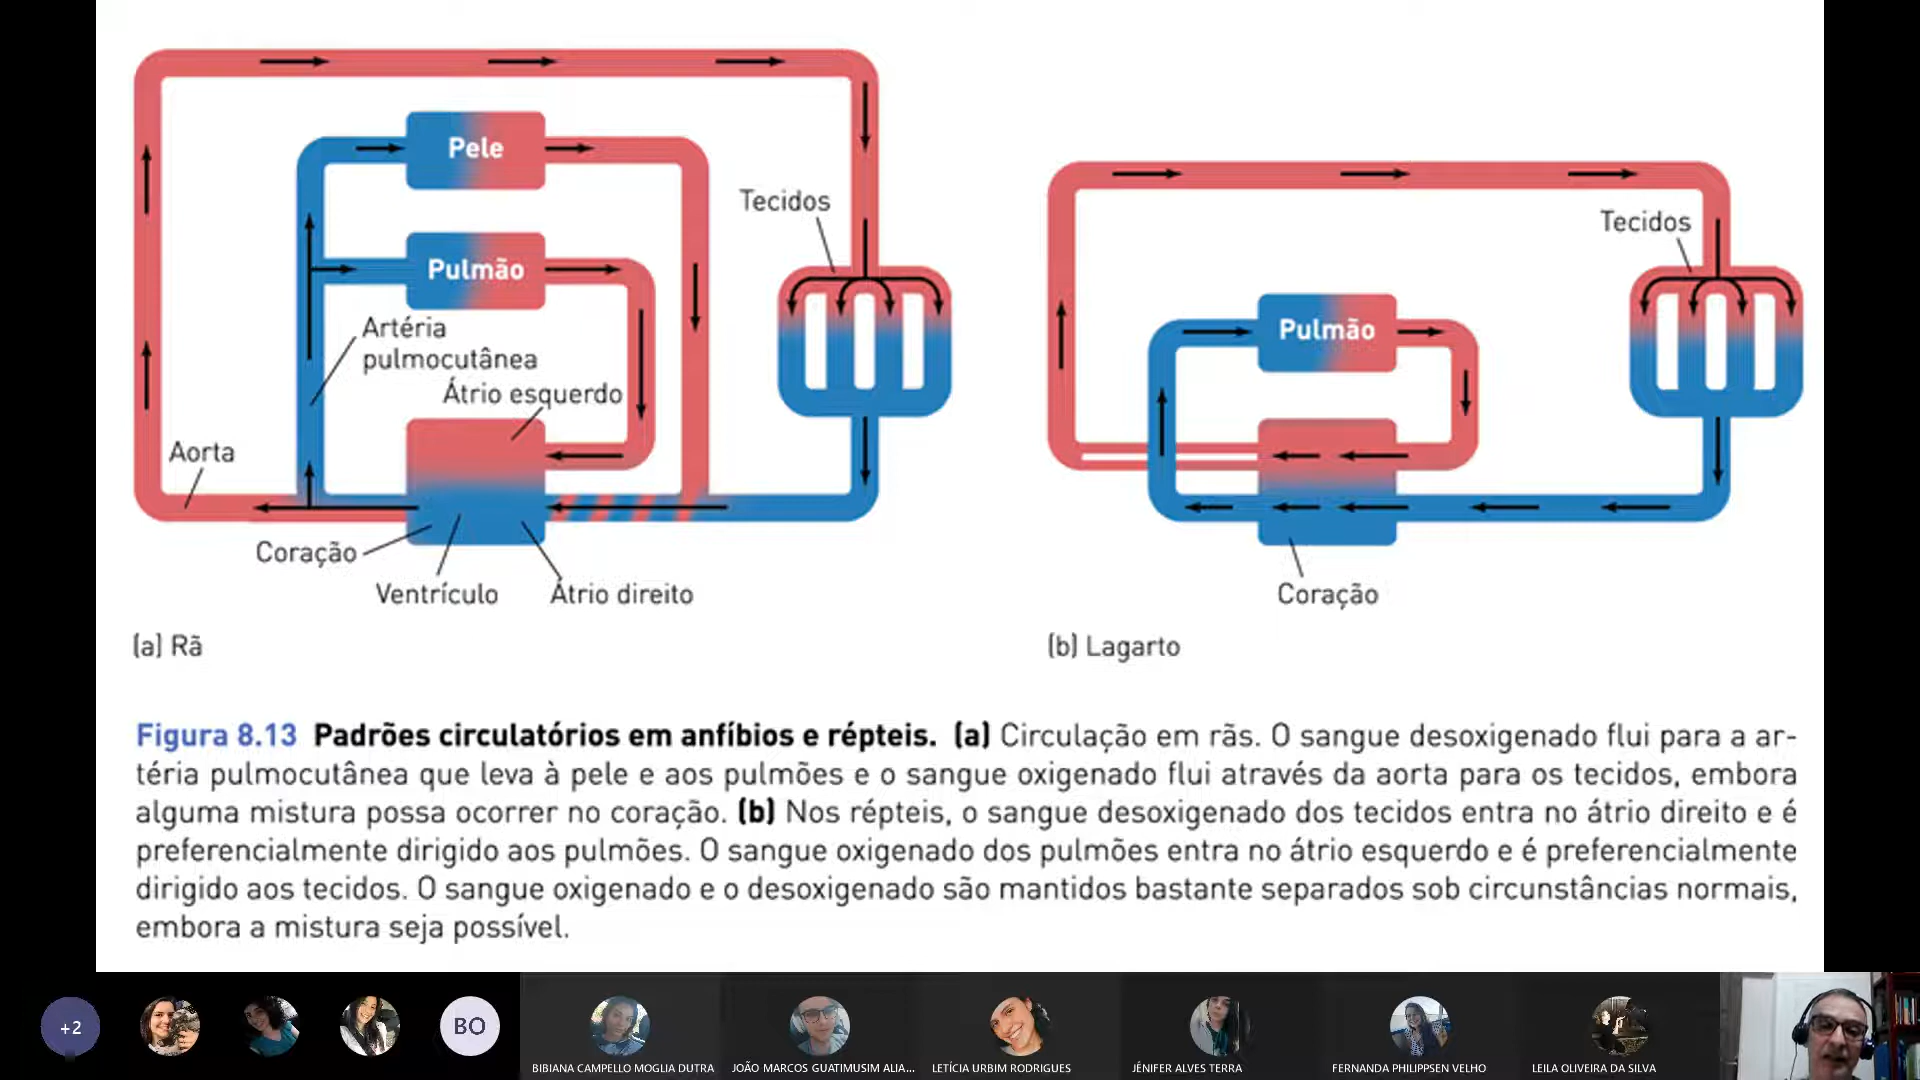 Pele
Tecidos
Pulmão
Artéria
pulmocutânea
Átrio esquerdo
Aorta
Coração
Ventrículo
Átrio direito
(a) Rã
Tecidos
Pulmão
Coração
(b) Lagarto
Figura 8.13 Padrões circulatórios em anfíbios e répteis. (a) Circulação em rãs. O sangue desoxigenado flui para a ar-
téria pulmocutânea que leva à pele e aos pulmões e o sangue oxigenado flui através da aorta para os tecidos, embora
alguma mistura possa ocorrer no coração. (b) Nos répteis, o sangue desoxigenado dos tecidos entra no átrio direito e é
preferencialmente dirigido aos pulmões. O sangue oxigenado dos pulmões entra no átrio esquerdo e é preferencialmente
dirigido aos tecidos. O sangue oxigenado e o desoxigenado são mantidos bastante separados sob circunstâncias normais,
embora a mistura seja possível.
+2
BO
BIBIANA CAMPELLO MOGLIA DUTRA
JOÃO MARCOS GUATIMUSIM ALIA...
LETÍCIA URBIM RODRIGUES
JÉNIFER ALVES TERRA
FERNANDA PHILIPPSEN VELHO
LEILA OLIVEIRA DA SILVA